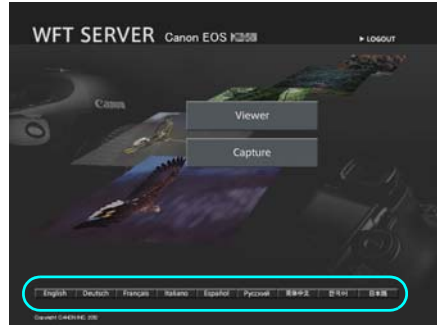 WFT SERVER Canon EOS
► LOGOUT
Canon
Viewer
Capture
English Deutsch Français Italiano Español Русский 简体中文 한국어 日本語